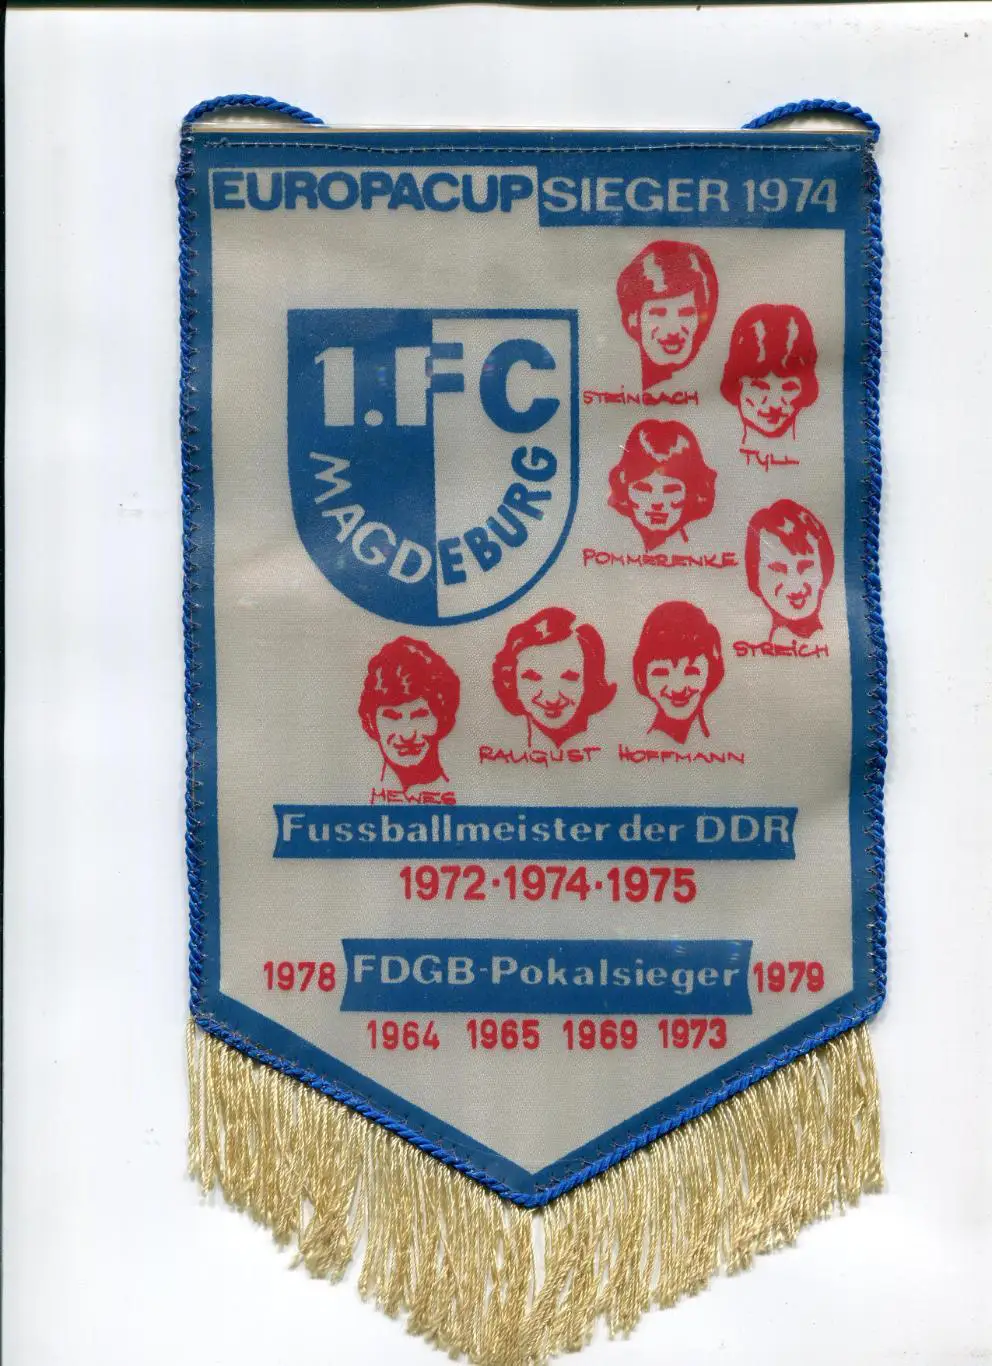 EUROPACUP SIEGER 1974
1.FC
MAGDEBURG
STEINBACH
TYLL
POMMERENKE
STREICH
RAUGUST HOFFMANN
HEWES
Fussballmeister der DDR
1972·1974·1975
1978 FDGB-Pokalsieger 1979
1964 1965 1969 1973